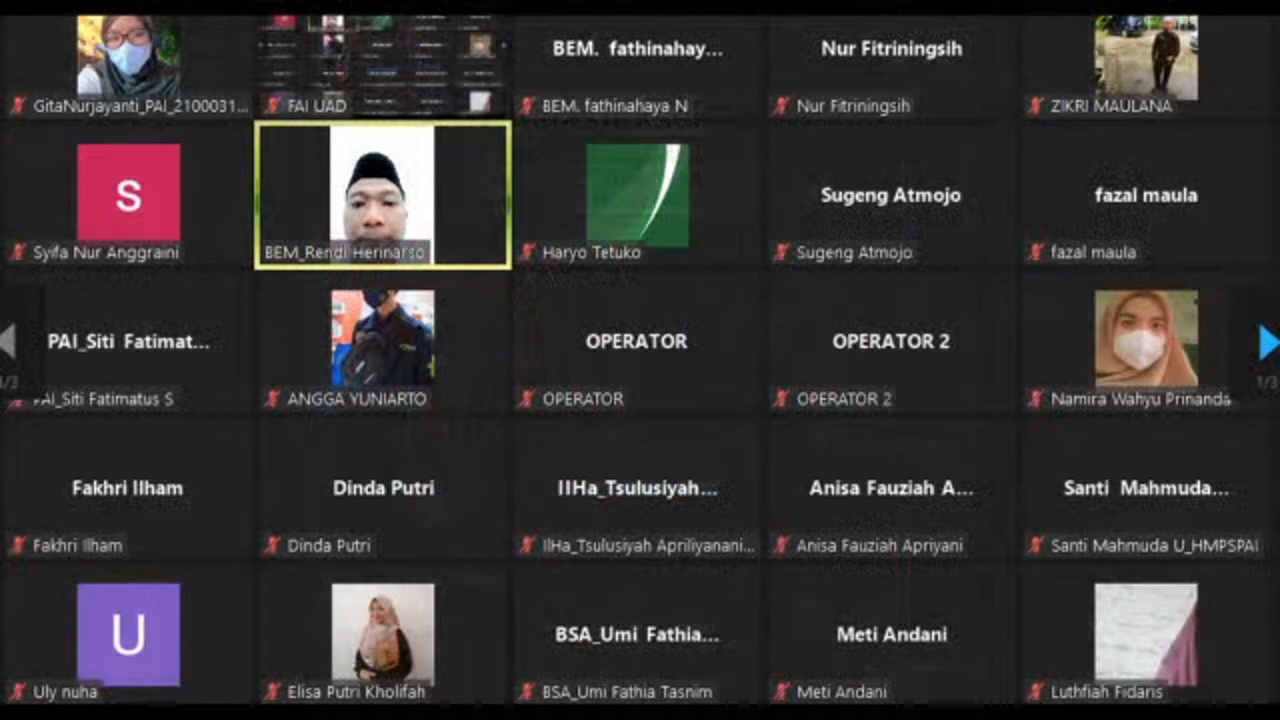 GitaNurjayanti_PAI_2100031...
FAI UAD
BEM. fathinahay...
BEM. fathinahaya N
Nur Fitriningsih
Nur Fitriningsih
ZIKRI MAULANA
S
Syifa Nur Anggraini
BEM_Rendi Herinarso
Haryo Tetuko
Sugeng Atmojo
Sugeng Atmojo
fazal maula
fazal maula
PAI_Siti Fatimat...
PAI_Siti Fatimatus S
ANGGA YUNIARTO
OPERATOR
OPERATOR
OPERATOR 2
OPERATOR 2
Namira Wahyu Prinanda
1/3
1/3
Fakhri Ilham
Fakhri Ilham
Dinda Putri
Dinda Putri
IlHa_Tsulusiyah...
IlHa_Tsulusiyah Apriliyanani...
Anisa Fauziah A...
Anisa Fauziah Apriyani
Santi Mahmuda...
Santi Mahmuda U_HMPSPAI
U
Uly nuha
Elisa Putri Kholifah
BSA_Umi Fathia...
BSA_Umi Fathia Tasnim
Meti Andani
Meti Andani
Luthfiah Fidaris